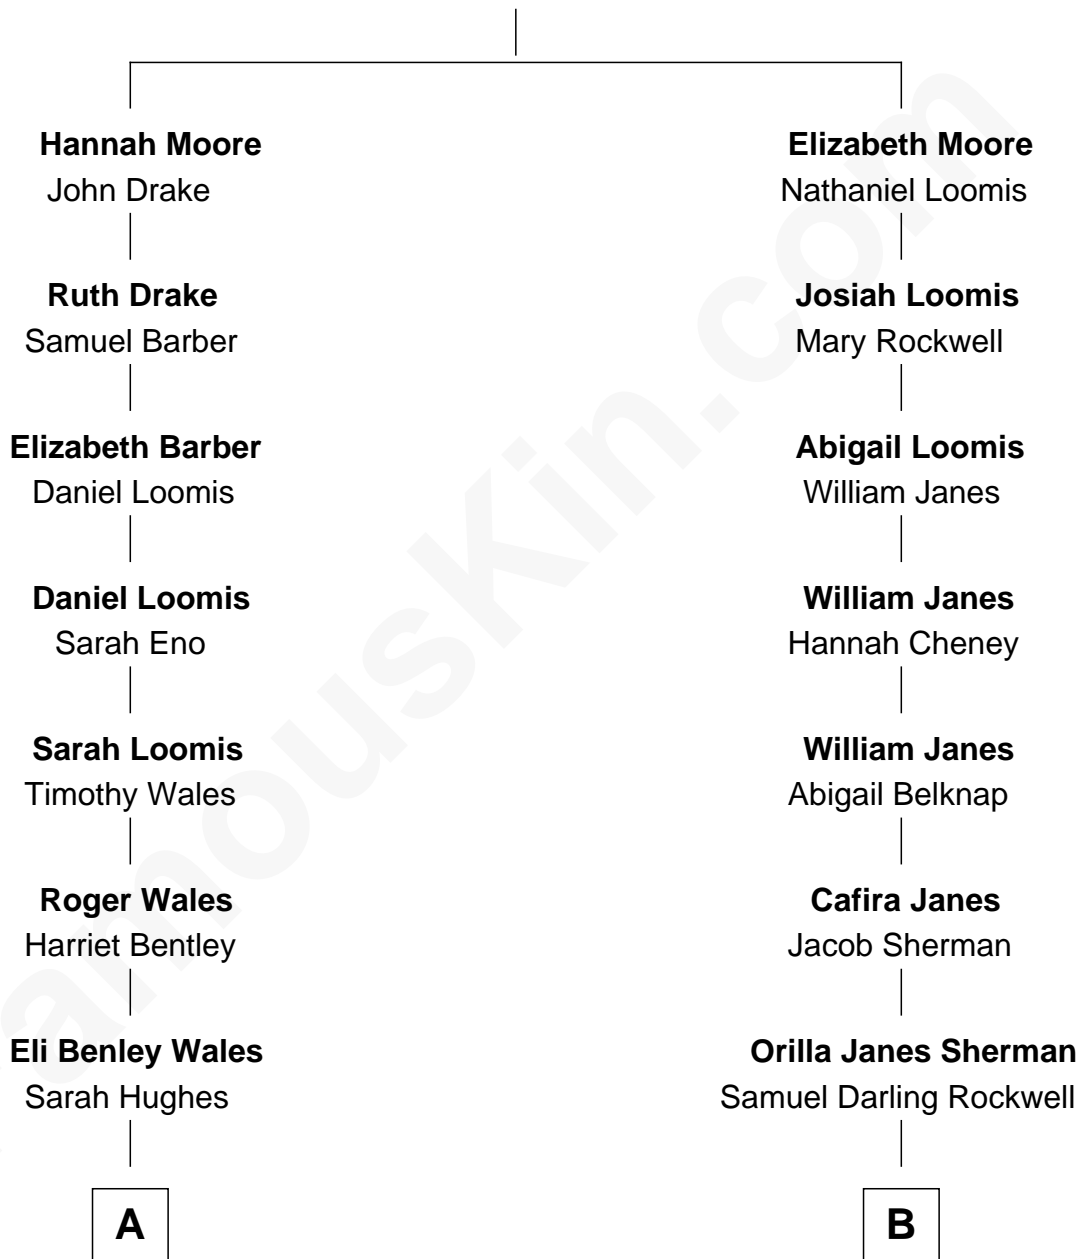 Hannah Moore
John Drake
Ruth Drake
Samuel Barber
Elizabeth Barber
Daniel Loomis
Daniel Loomis
Sarah Eno
Sarah Loomis
Timothy Wales
Roger Wales
Harriet Bentley
Eli Benley Wales
Sarah Hughes
A
Elizabeth Moore
Nathaniel Loomis
Josiah Loomis
Mary Rockwell
Abigail Loomis
William Janes
William Janes
Hannah Cheney
William Janes
Abigail Belknap
Cafira Janes
Jacob Sherman
Orilla Janes Sherman
Samuel Darling Rockwell
B
amousKin.com